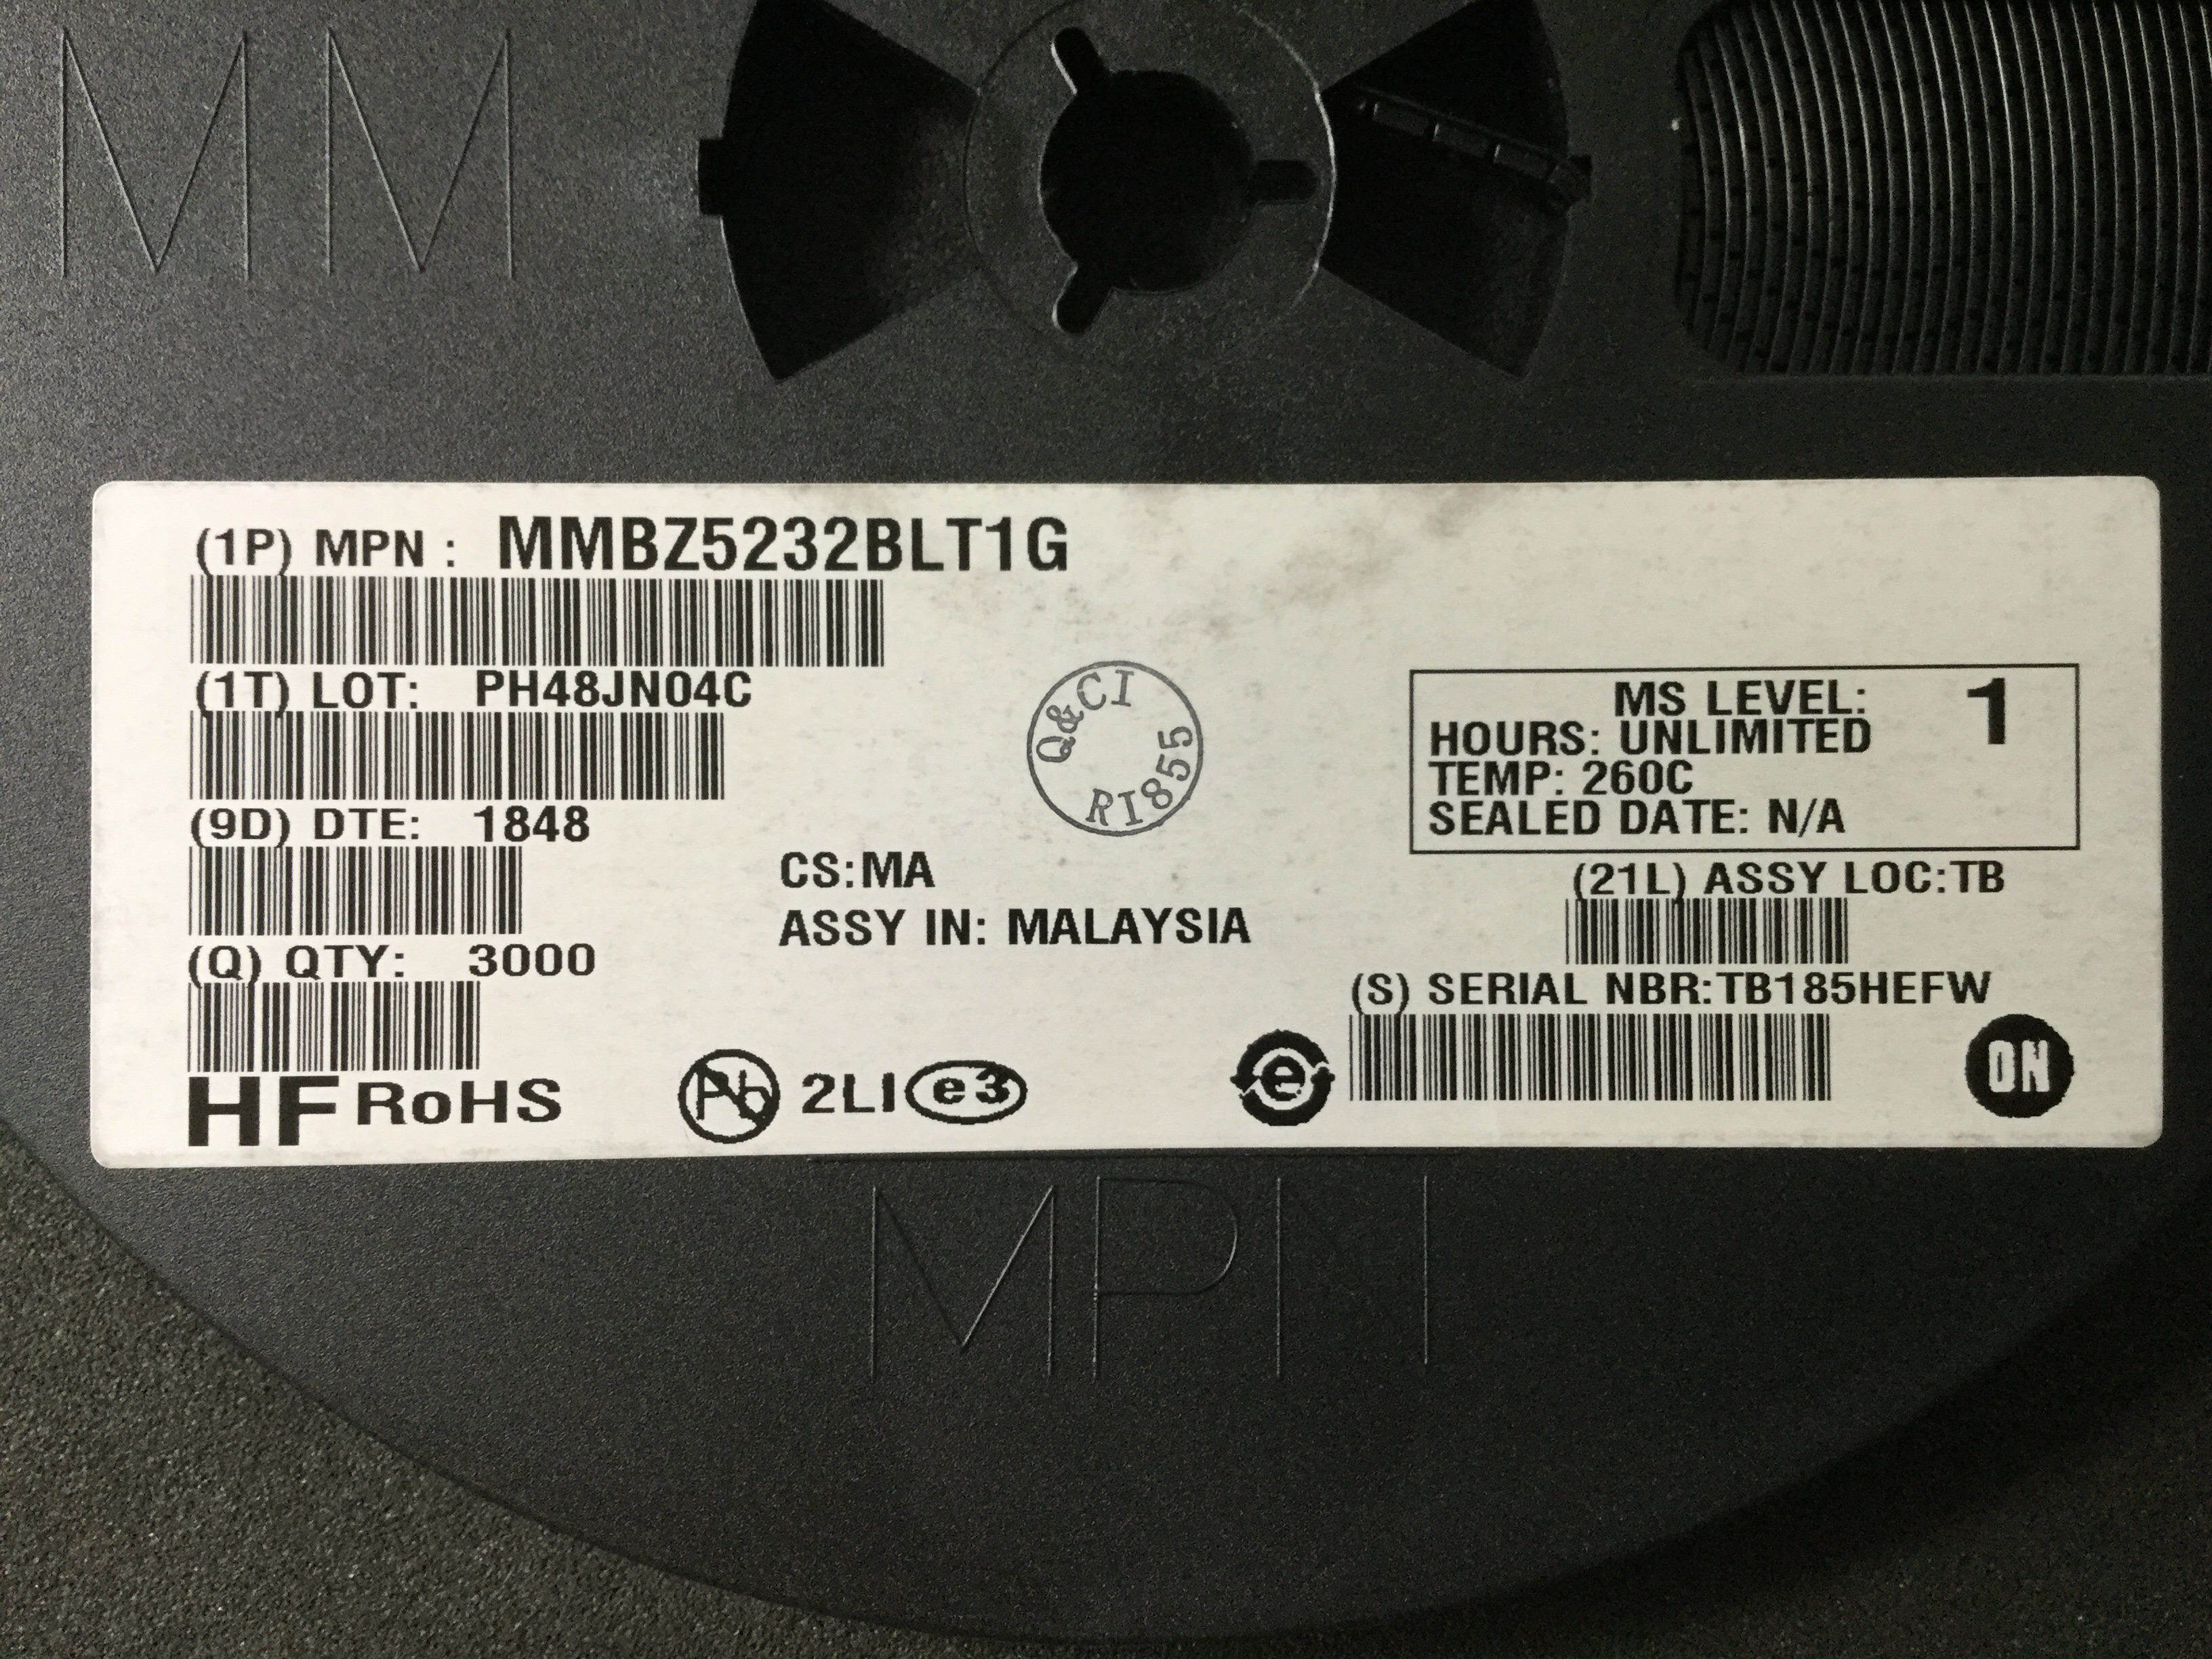 MM
(1P) MPN : MMBZ5232BLT1G
(1T) LOT: PH48JN04C
(9D) DTE: 1848
(Q) QTY: 3000
HF RoHS
Pb 2LI e3
Q&CI
RI855
CS:MA
ASSY IN: MALAYSIA
MS LEVEL: 1
HOURS: UNLIMITED
TEMP: 260C
SEALED DATE: N/A
(21L) ASSY LOC:TB
(S) SERIAL NBR:TB185HEFW
e
ON
MPN